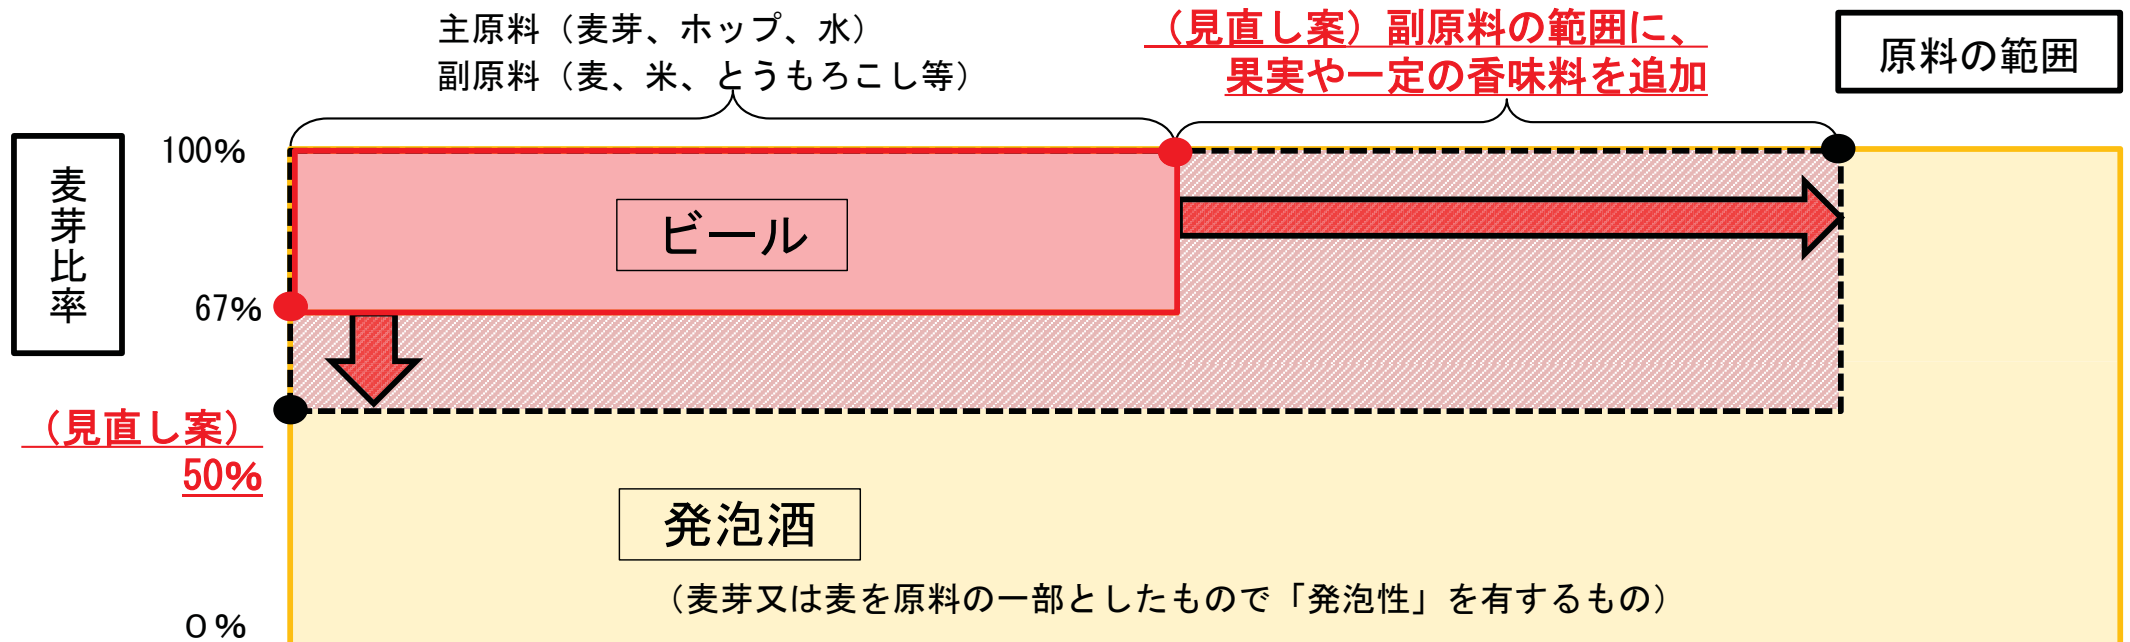 主原料（麦芽、ホップ、水）
副原料（麦、米、とうもろこし等）
（見直し案）副原料の範囲に、
果実や一定の香味料を追加
原料の範囲
麦芽比率
100%
67%
（見直し案）
50%
0%
ビール
発泡酒
（麦芽又は麦を原料の一部としたもので「発泡性」を有するもの）